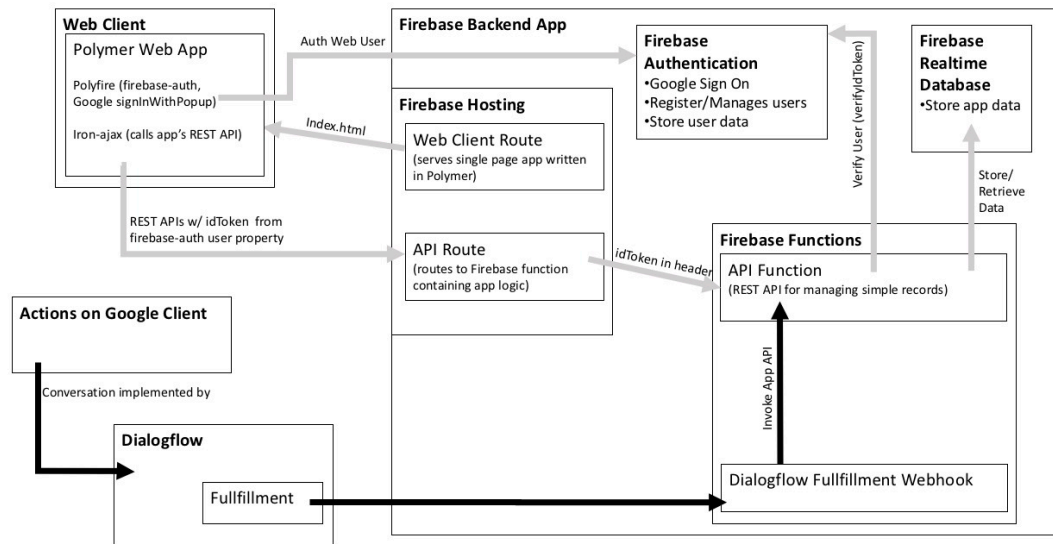 Web Client
Polymer Web App
Polyfire (firebase-auth,
Google signInWithPopup)
Iron-ajax (calls app's REST API)
Auth Web User
Index.html
REST APIs w/ idToken from
firebase-auth user property
Firebase Backend App
Firebase Hosting
Web Client Route
(serves single page app written
in Polymer)
API Route
(routes to Firebase function
containing app logic)
idToken in header
Firebase
Authentication
•Google Sign On
•Register/Manages users
•Store user data
Verify User (verifyIdToken)
Firebase
Realtime
Database
•Store app data
Store/
Retrieve
Data
Firebase Functions
API Function
(REST API for managing simple records)
Invoke App API
Dialogflow Fullfillment Webhook
Actions on Google Client
Conversation implemented by
Dialogflow
Fullfillment